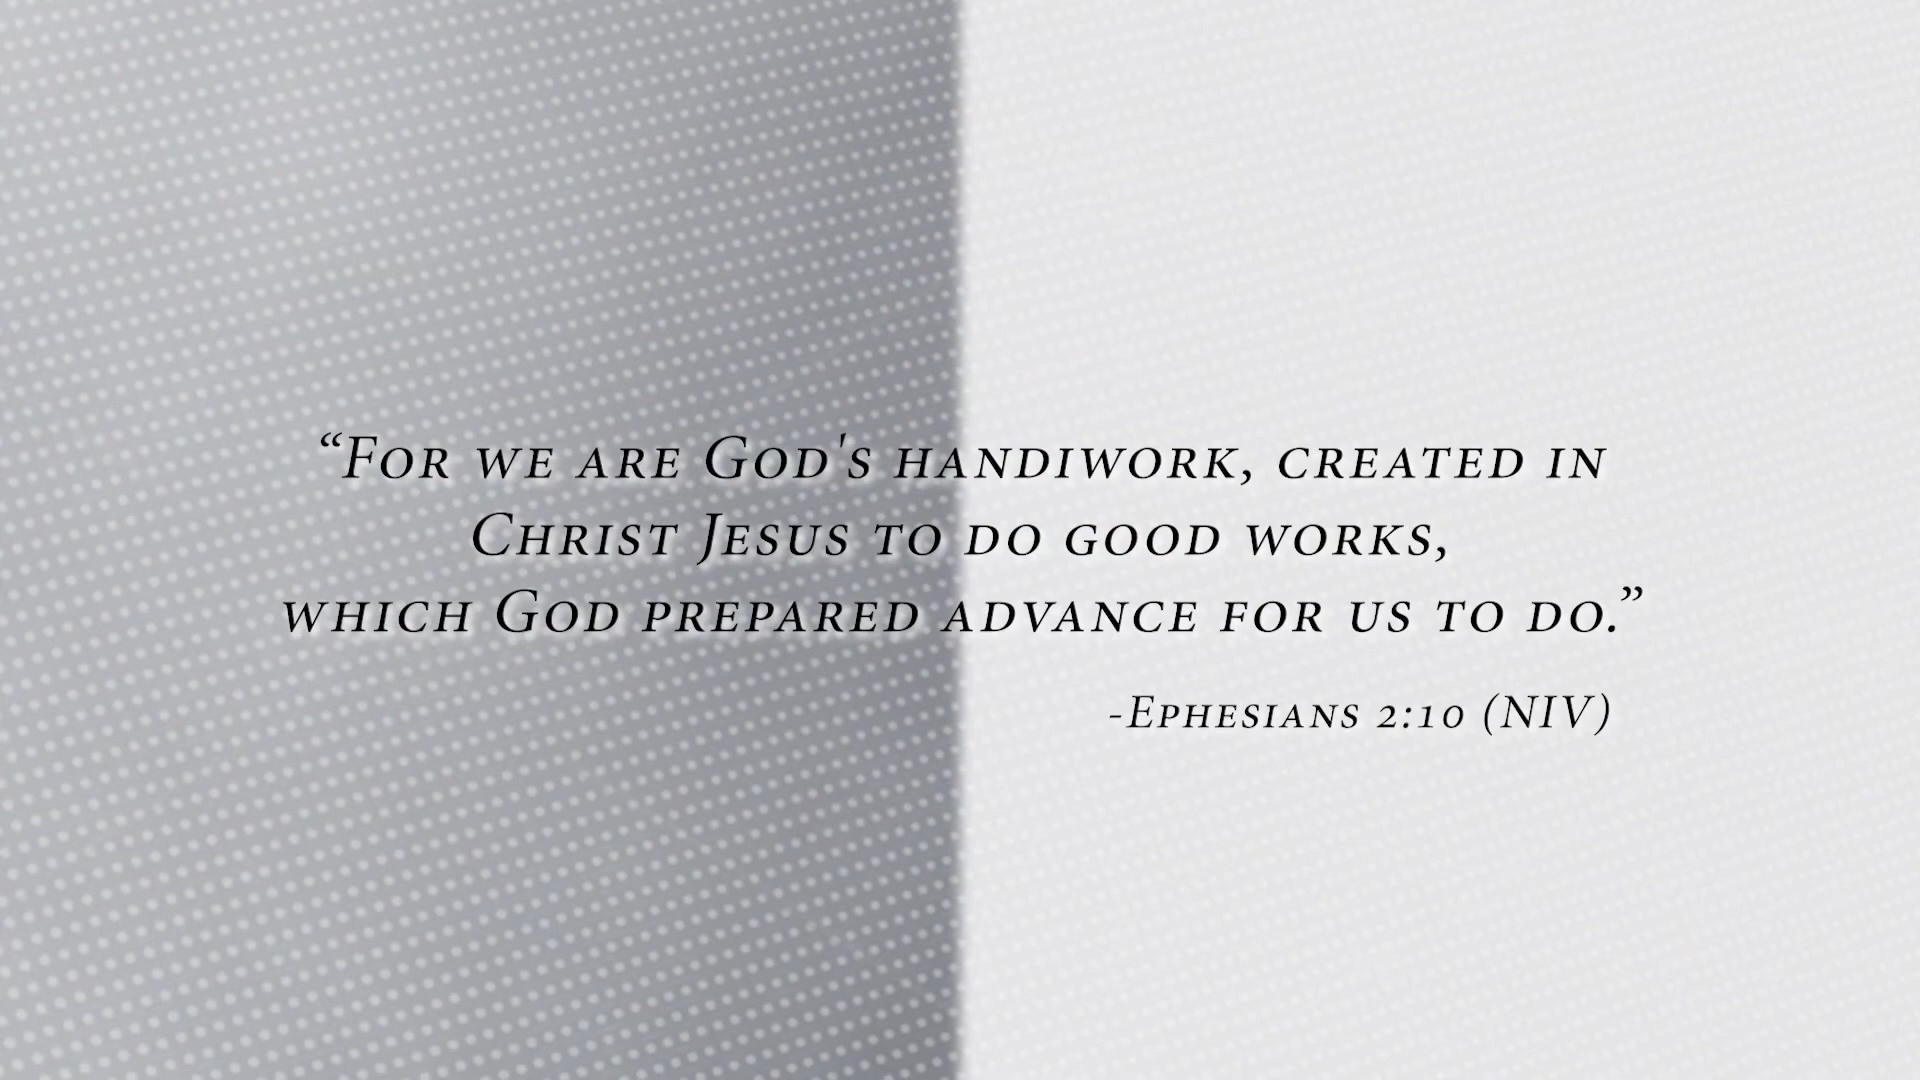 “For we are God's handiwork, created in
Christ Jesus to do good works,
which God prepared advance for us to do.”
-Ephesians 2:10 (NIV)